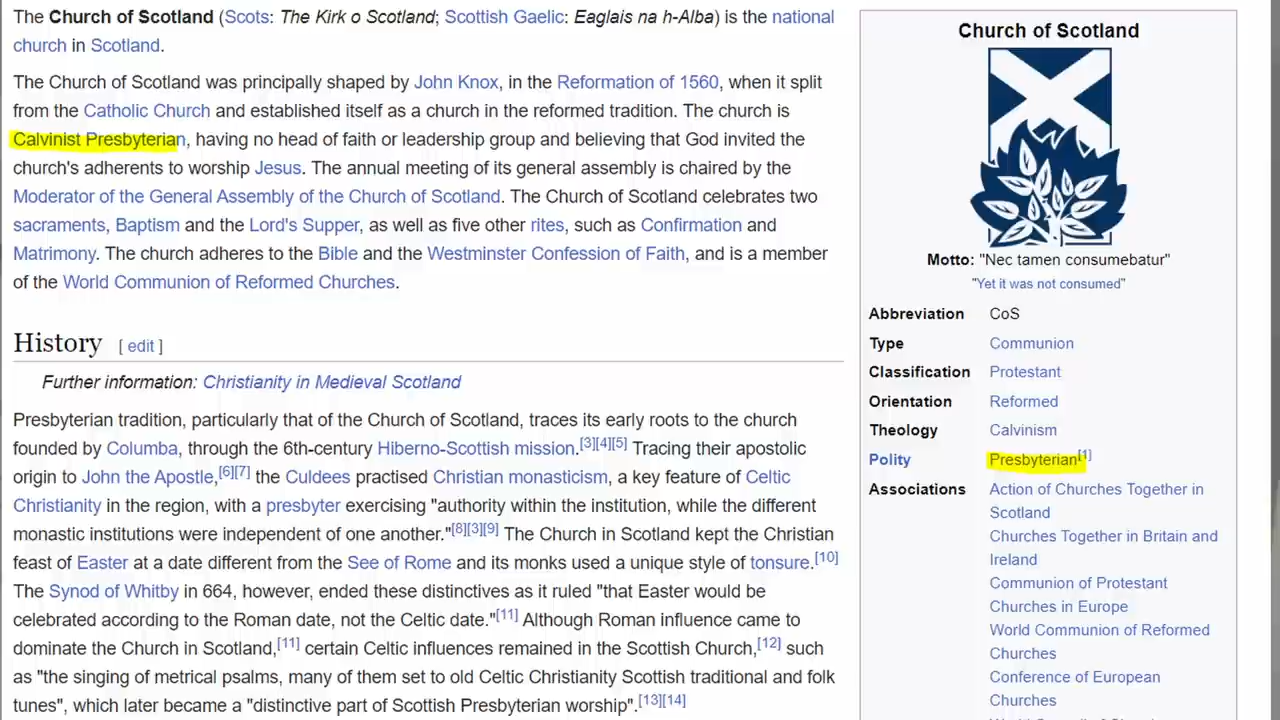 The Church of Scotland (Scots: The Kirk o Scotland; Scottish Gaelic: Eaglais na h-Alba) is the national
church in Scotland.
The Church of Scotland was principally shaped by John Knox, in the Reformation of 1560, when it split
from the Catholic Church and established itself as a church in the reformed tradition. The church is
Calvinist Presbyterian, having no head of faith or leadership group and believing that God invited the
church's adherents to worship Jesus. The annual meeting of its general assembly is chaired by the
Moderator of the General Assembly of the Church of Scotland. The Church of Scotland celebrates two
sacraments, Baptism and the Lord's Supper, as well as five other rites, such as Confirmation and
Matrimony. The church adheres to the Bible and the Westminster Confession of Faith, and is a member
of the World Communion of Reformed Churches.
History [ edit ]
Further information: Christianity in Medieval Scotland
Presbyterian tradition, particularly that of the Church of Scotland, traces its early roots to the church
founded by Columba, through the 6th-century Hiberno-Scottish mission.[3][4][5] Tracing their apostolic
origin to John the Apostle,[6][7] the Culdees practised Christian monasticism, a key feature of Celtic
Christianity in the region, with a presbyter exercising "authority within the institution, while the different
monastic institutions were independent of one another."[8][3][9] The Church in Scotland kept the Christian
feast of Easter at a date different from the See of Rome and its monks used a unique style of tonsure.[10]
The Synod of Whitby in 664, however, ended these distinctives as it ruled "that Easter would be
celebrated according to the Roman date, not the Celtic date."[11] Although Roman influence came to
dominate the Church in Scotland,[11] certain Celtic influences remained in the Scottish Church,[12] such
as "the singing of metrical psalms, many of them set to old Celtic Christianity Scottish traditional and folk
tunes", which later became a "distinctive part of Scottish Presbyterian worship".[13][14]
Church of Scotland
Motto: "Nec tamen consumebatur"
"Yet it was not consumed"
Abbreviation CoS
Type Communion
Classification Protestant
Orientation Reformed
Theology Calvinism
Polity Presbyterian[1]
Associations Action of Churches Together in
Scotland
Churches Together in Britain and
Ireland
Communion of Protestant
Churches in Europe
World Communion of Reformed
Churches
Conference of European
Churches